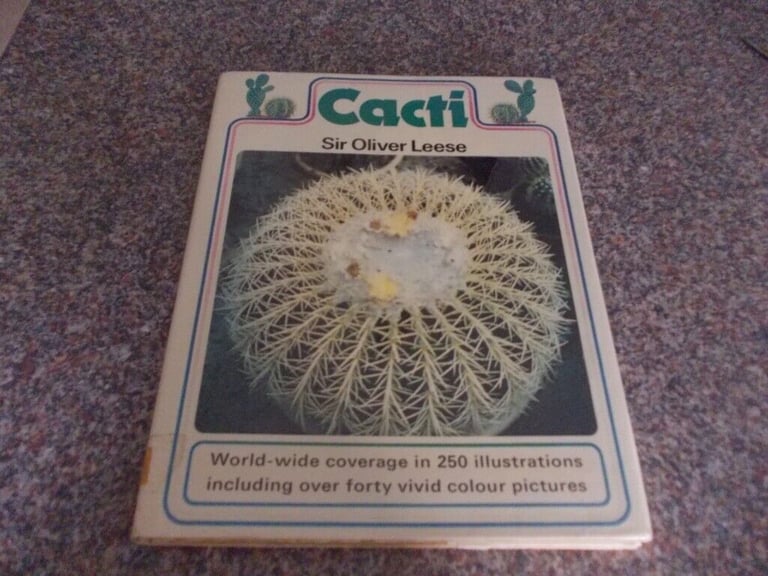 Cacti
Sir Oliver Leese
World-wide coverage in 250 illustrations
including over forty vivid colour pictures